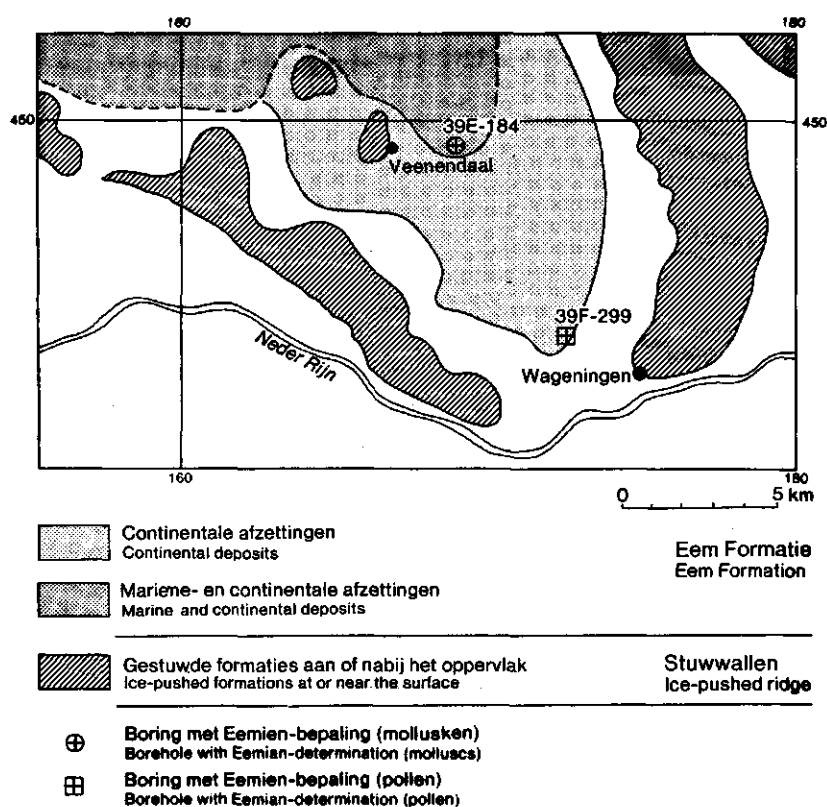 160 180
450 450
39E-184
Veenendaal
39F-299
Neder Rijn
Wageningen
160 180
0 5 km
Continentale afzettingen
Continental deposits
Eem Formatie
Eem Formation
Mariene- en continentale afzettingen
Marine and continental deposits
Gestuwde formaties aan of nabij het oppervlak
Ice-pushed formations at or near the surface
Stuwwallen
Ice-pushed ridge
Boring met Eemien-bepaling (mollusken)
Borehole with Eemian-determination (molluscs)
Boring met Eemien-bepaling (pollen)
Borehole with Eemian-determination (pollen)